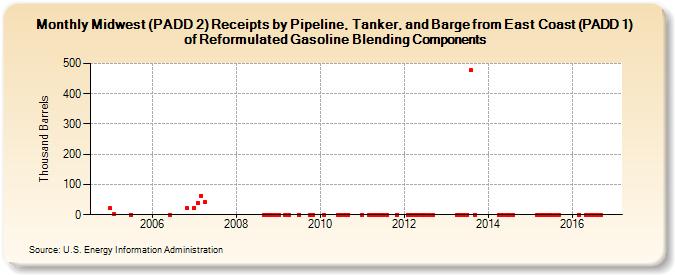 Monthly Midwest (PADD 2) Receipts by Pipeline, Tanker, and Barge from East Coast (PADD 1)
of Reformulated Gasoline Blending Components
Thousand Barrels
500
400
300
200
100
0
2006 2008 2010 2012 2014 2016
Source: U.S. Energy Information Administration